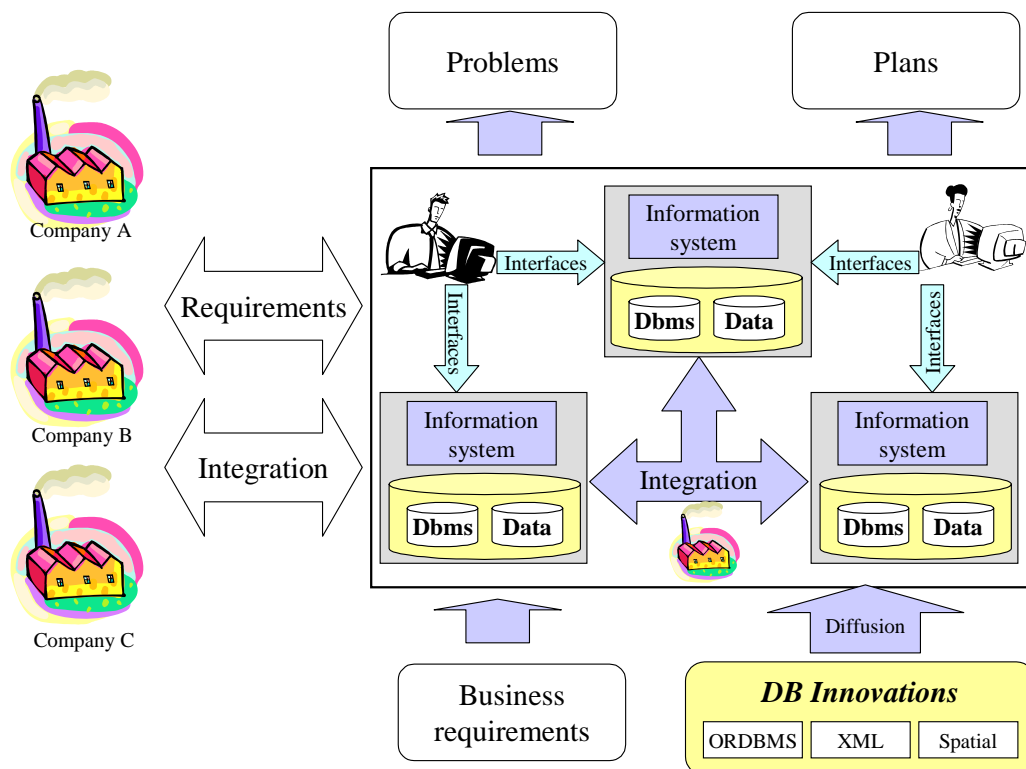 Problems
Plans
Company A
Information
system
Interfaces
Interfaces
Dbms
Data
Interfaces
Interfaces
Requirements
Company B
Information
system
Information
system
Integration
Integration
Dbms
Data
Dbms
Data
Company C
Diffusion
Business
requirements
DB Innovations
ORDBMS
XML
Spatial